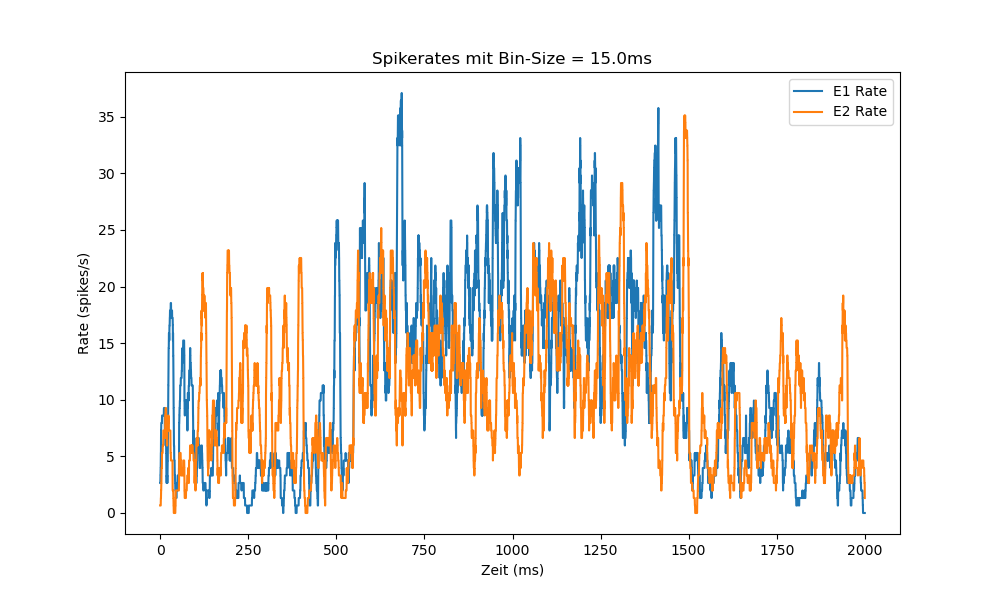 Spikerates mit Bin-Size = 15.0ms
E1 Rate
E2 Rate
35
30
25
20
15
10
5
0
Rate (spikes/s)
0 250 500 750 1000 1250 1500 1750 2000
Zeit (ms)